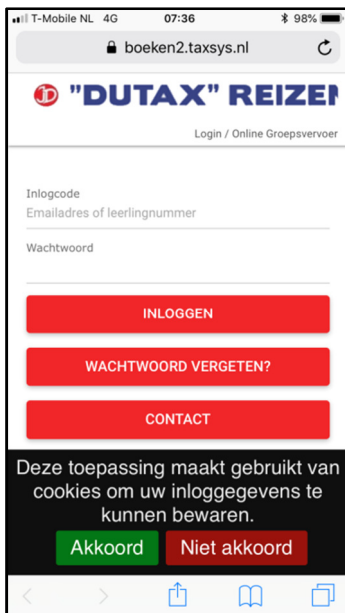 T-Mobile NL 4G 07:36 98%
boeken2.taxsys.nl
JD "DUTAX" REIZEN
Login / Online Groepsvervoer
Inlogcode
Emailadres of leerlingnummer
Wachtwoord
INLOGGEN
WACHTWOORD VERGETEN?
CONTACT
Deze toepassing maakt gebruikt van
cookies om uw inloggegevens te
kunnen bewaren.
Akkoord Niet akkoord